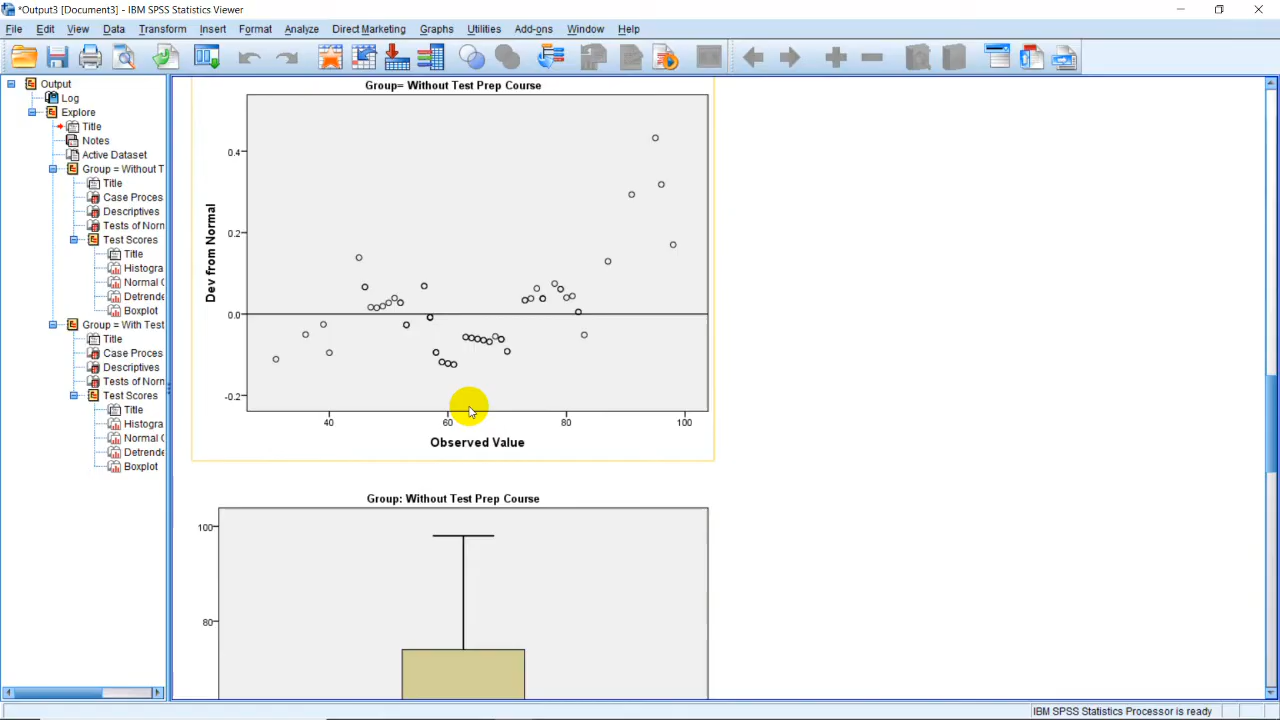 *Output3 [Document3] - IBM SPSS Statistics Viewer
File Edit View Data Transform Insert Format Analyze Direct Marketing Graphs Utilities Add-ons Window Help
Output
Log
Explore
Title
Notes
Active Dataset
Group = Without T
Title
Case Proces
Descriptives
Tests of Norn
Test Scores
Title
Histogra
Normal C
Detrende
Boxplot
Group = With Test
Title
Case Proces
Descriptives
Tests of Norn
Test Scores
Title
Histogra
Normal C
Detrende
Boxplot
Group= Without Test Prep Course
Dev from Normal
0.4
0.2
0.0
-0.2
40 60 80 100
Observed Value
Group: Without Test Prep Course
100
80
IBM SPSS Statistics Processor is ready